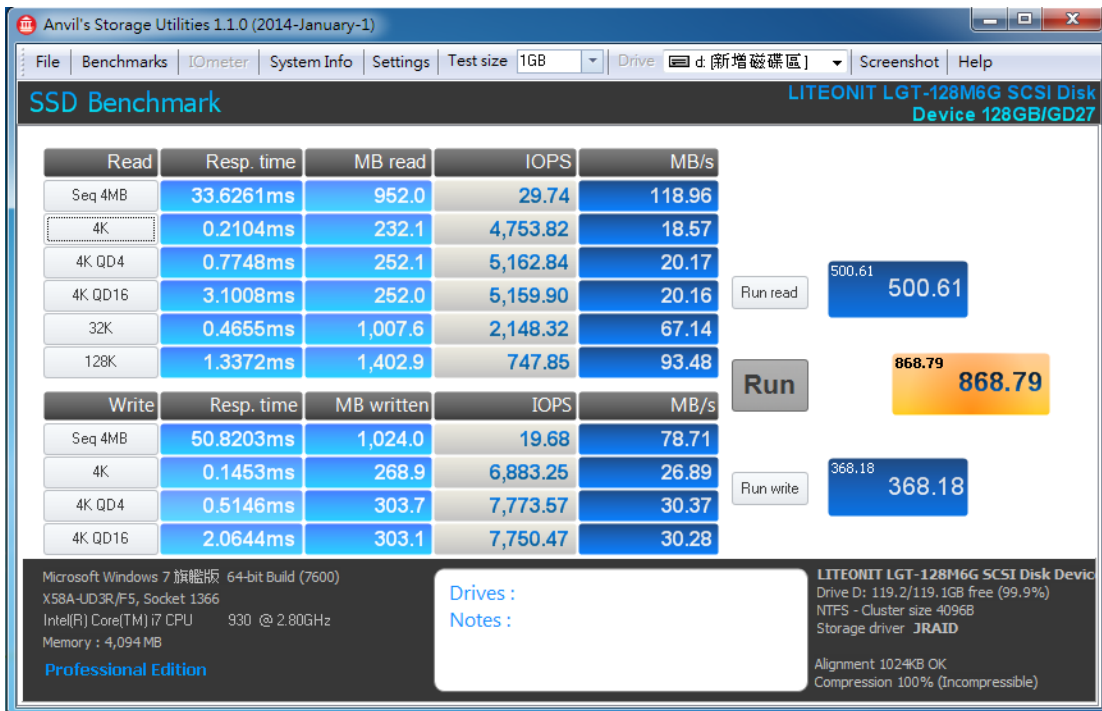 Anvil's Storage Utilities 1.1.0 (2014-January-1)
File Benchmarks IOmeter System Info Settings Test size 1GB Drive d: [新增磁碟區] Screenshot Help
SSD Benchmark
LITEONIT LGT-128M6G SCSI Disk
Device 128GB/GD27
Read Resp. time MB read IOPS MB/s
Seq 4MB 33.6261ms 952.0 29.74 118.96
4K 0.2104ms 232.1 4,753.82 18.57
4K QD4 0.7748ms 252.1 5,162.84 20.17
4K QD16 3.1008ms 252.0 5,159.90 20.16
32K 0.4655ms 1,007.6 2,148.32 67.14
128K 1.3372ms 1,402.9 747.85 93.48
Run read
500.61
500.61
Run
868.79
868.79
Write Resp. time MB written IOPS MB/s
Seq 4MB 50.8203ms 1,024.0 19.68 78.71
4K 0.1453ms 268.9 6,883.25 26.89
4K QD4 0.5146ms 303.7 7,773.57 30.37
4K QD16 2.0644ms 303.1 7,750.47 30.28
Run write
368.18
368.18
Microsoft Windows 7 旗艦版 64-bit Build (7600)
X58A-UD3R/F5, Socket 1366
Intel(R) Core(TM) i7 CPU 930 @ 2.80GHz
Memory : 4,094 MB
Professional Edition
Drives :
Notes :
LITEONIT LGT-128M6G SCSI Disk Devic
Drive D: 119.2/119.1GB free (99.9%)
NTFS - Cluster size 4096B
Storage driver JRAID
Alignment 1024KB OK
Compression 100% (Incompressible)